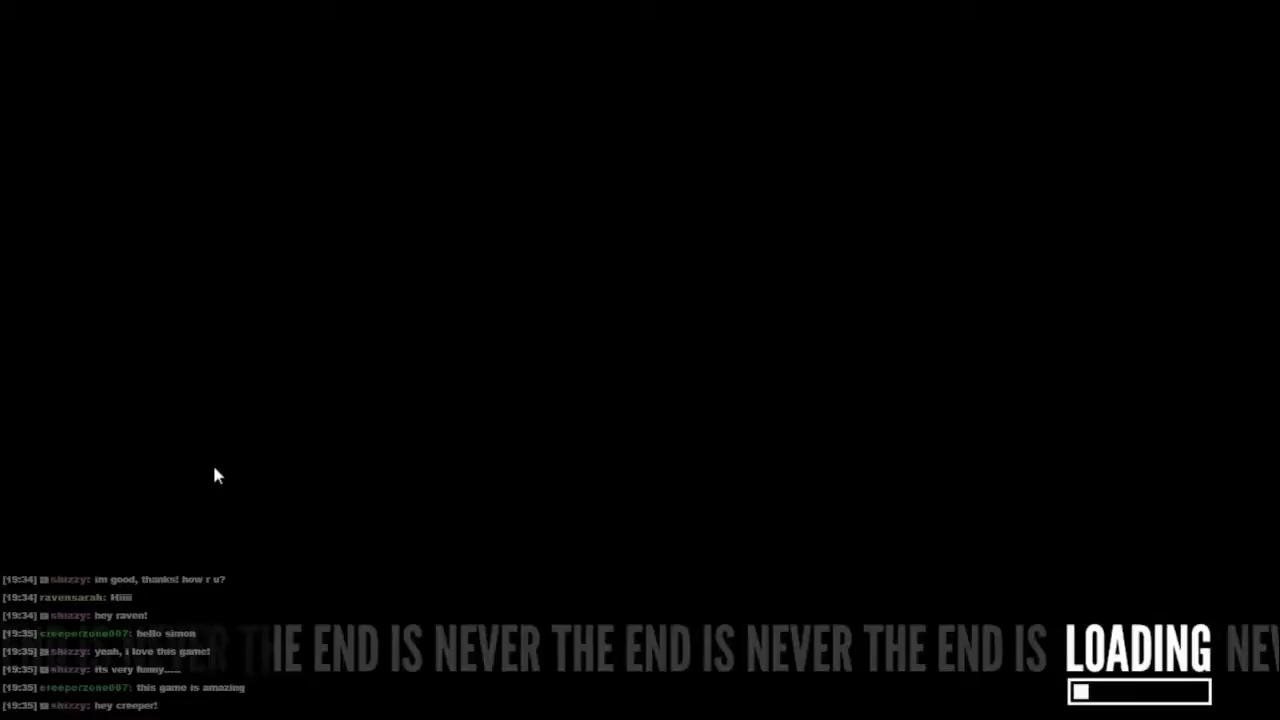 [19:34] shizzy: im good, thanks! how r u?
[19:34] ravensarah: Hiiii
[19:34] shizzy: hey raven!
[19:35] creeperzone007: hello simon
[19:35] shizzy: yeah, i love this game!
[19:35] shizzy: its very funny.....
[19:35] creeperzone007: this game is amazing
[19:35] shizzy: hey creeper!
THE END IS NEVER THE END IS NEVER THE END IS LOADING NEV